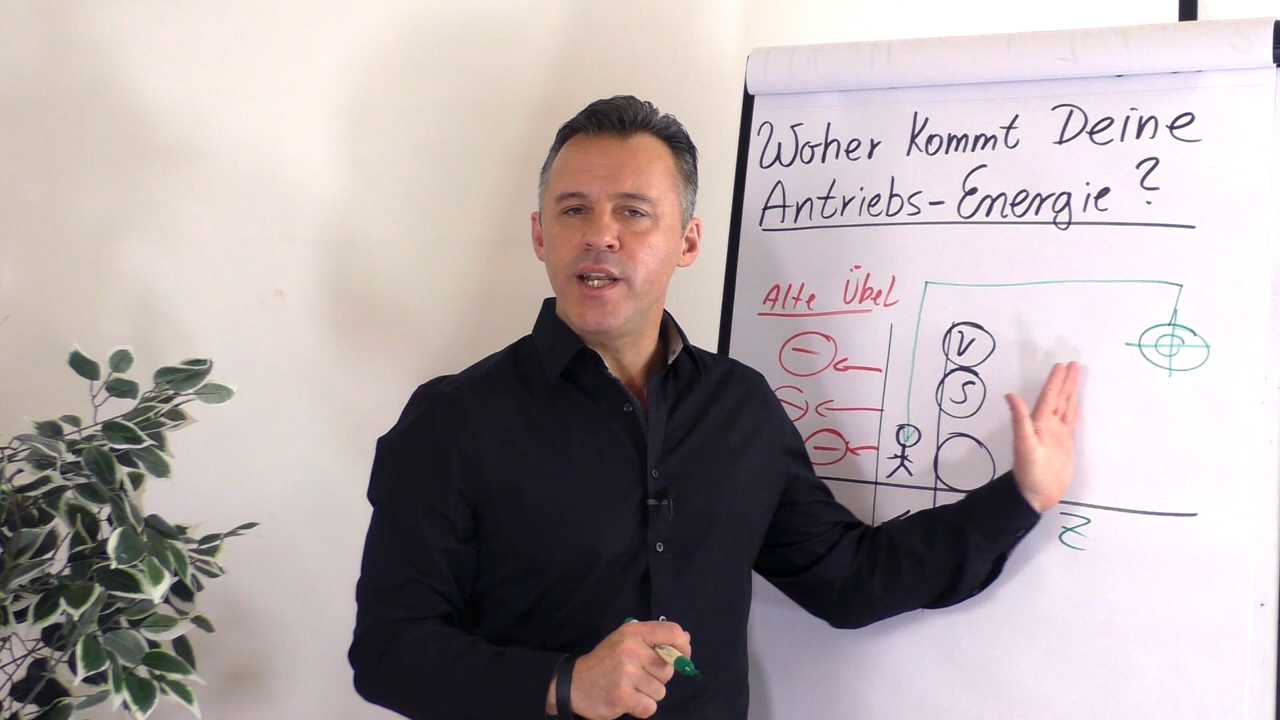 Woher kommt Deine
Antriebs-Energie?
Alte Übel
V
S
Z